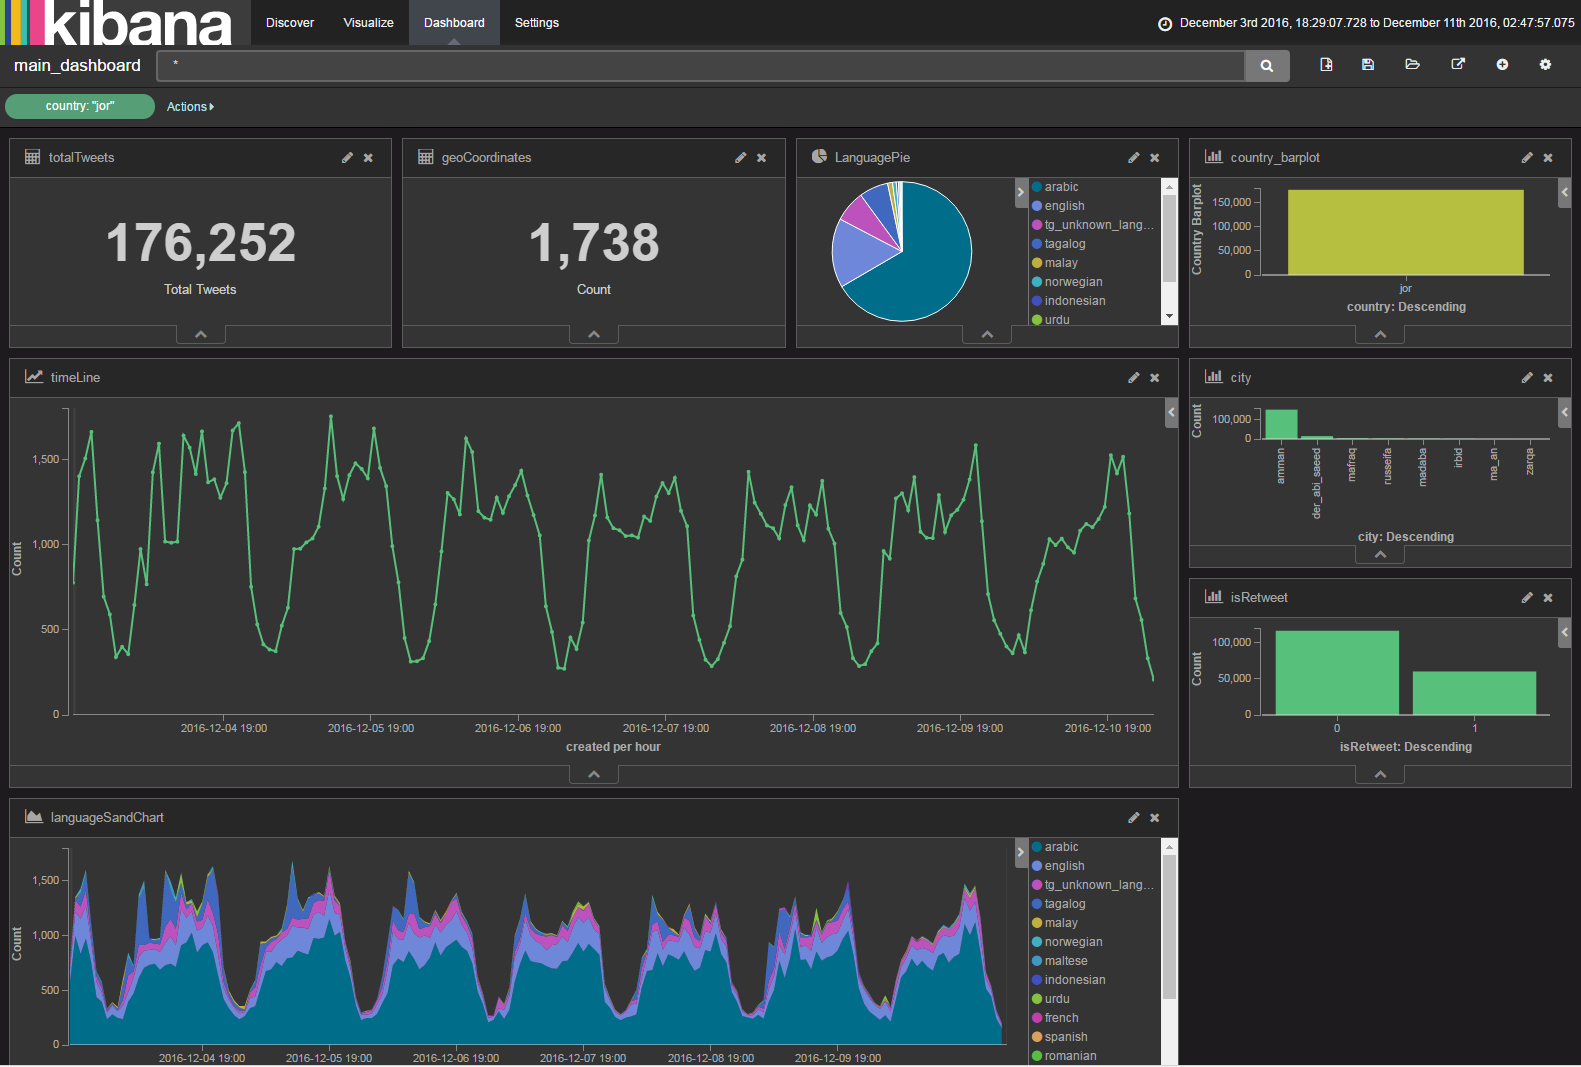 kibana
Discover Visualize Dashboard Settings December 3rd 2016, 18:29:07.728 to December 11th 2016, 02:47:57.075
main_dashboard *
country: "jor" Actions
totalTweets
176,252
Total Tweets
geoCoordinates
1,738
Count
LanguagePie
arabic
english
tg_unknown_lang...
tagalog
malay
norwegian
indonesian
urdu
country_barplot
Country Barplot
150,000
100,000
50,000
0
jor
country: Descending
timeLine
Count
1,500
1,000
500
0
2016-12-04 19:00 2016-12-05 19:00 2016-12-06 19:00 2016-12-07 19:00 2016-12-08 19:00 2016-12-09 19:00 2016-12-10 19:00
created per hour
city
Count
100,000
0
amman der_abi_saeed mafraq russeifa madaba irbid ma_an zarqa
city: Descending
isRetweet
Count
100,000
50,000
0
0 1
isRetweet: Descending
languageSandChart
Count
1,500
1,000
500
0
2016-12-04 19:00 2016-12-05 19:00 2016-12-06 19:00 2016-12-07 19:00 2016-12-08 19:00 2016-12-09 19:00
arabic
english
tg_unknown_lang...
tagalog
malay
norwegian
maltese
indonesian
urdu
french
spanish
romanian